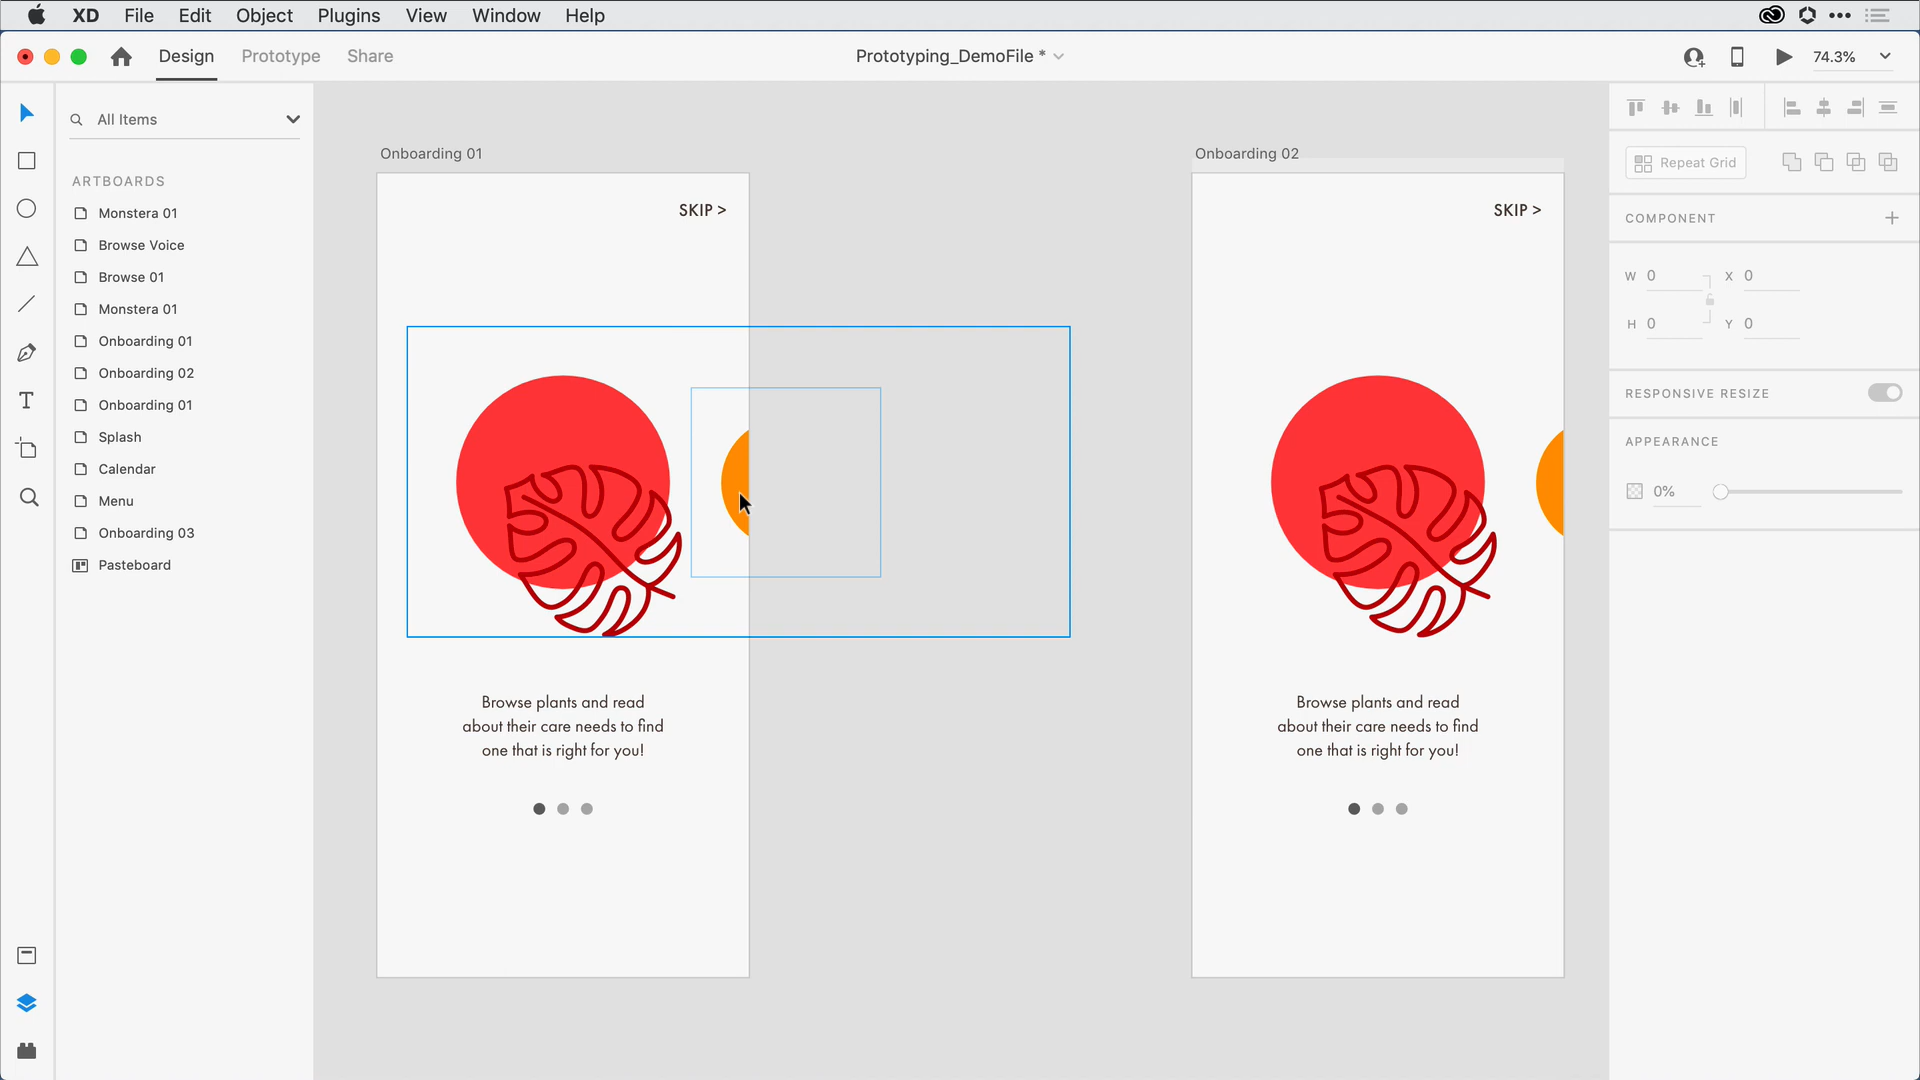 XD File Edit Object Plugins View Window Help
Design Prototype Share
Prototyping_DemoFile *
74.3%
All Items
ARTBOARDS
Monstera 01
Browse Voice
Browse 01
Monstera 01
Onboarding 01
Onboarding 02
Onboarding 01
Splash
Calendar
Menu
Onboarding 03
Pasteboard
Onboarding 01
SKIP >
Browse plants and read
about their care needs to find
one that is right for you!
Onboarding 02
SKIP >
Browse plants and read
about their care needs to find
one that is right for you!
Repeat Grid
COMPONENT
W 0 X 0
H 0 Y 0
RESPONSIVE RESIZE
APPEARANCE
0%